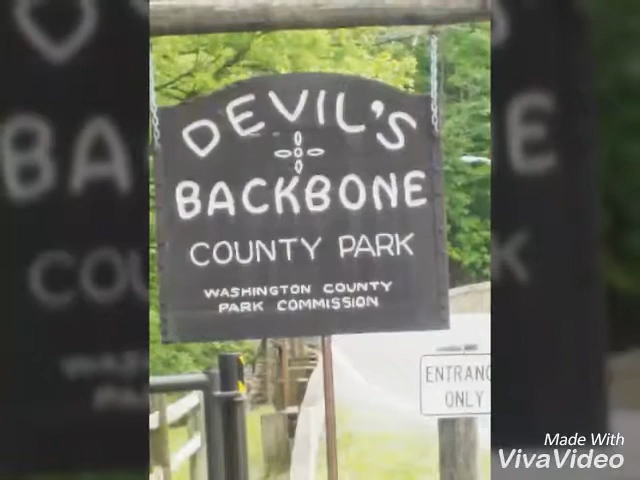 DEVIL'S
BACKBONE
COUNTY PARK
WASHINGTON COUNTY
PARK COMMISSION
ENTRANC
ONLY
Made With
VivaVideo